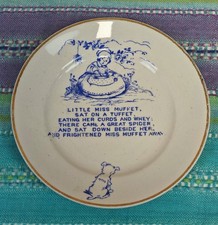 LITTLE MISS MUFFET,
SAT ON A TUFFET,
EATING HER CURDS AND WHEY;
THERE CAME A GREAT SPIDER,
AND SAT DOWN BESIDE HER,
AND FRIGHTENED MISS MUFFET AWAY.